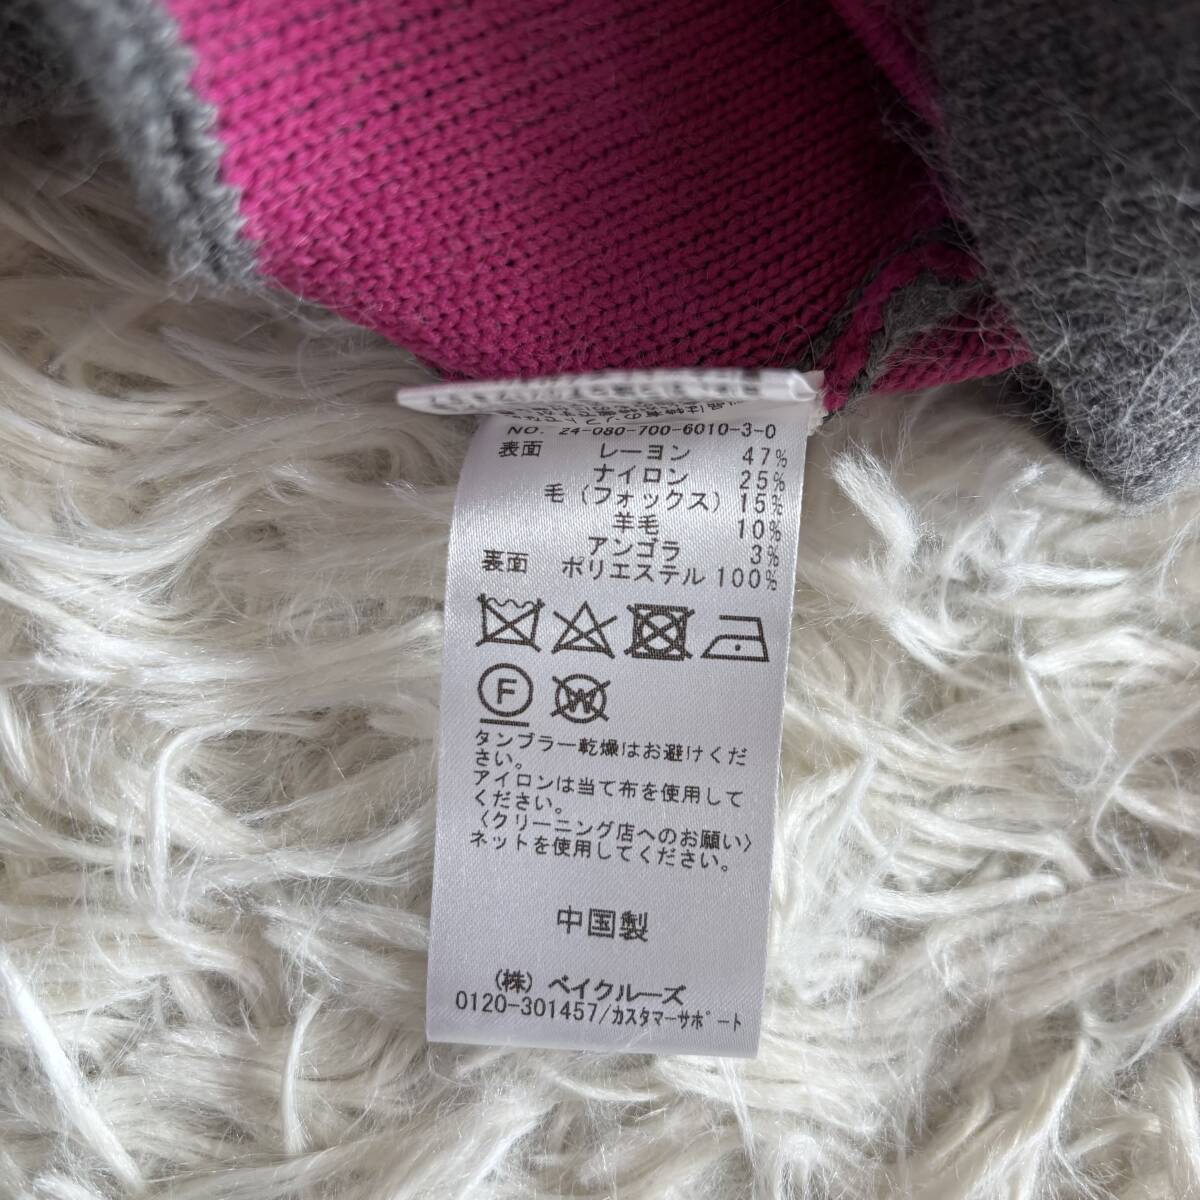 NO. 24-080-700-6010-3-0
表面 レーヨン 47%
ナイロン 25%
毛(フォックス) 15%
羊毛 10%
アンゴラ 3%
裏面 ポリエステル 100%
F W
タンブラー乾燥はお避けくだ
さい。
アイロンは当て布を使用して
ください。
〈クリーニング店へのお願い〉
ネットを使用してください。
中国製
(株) ベイクルーズ
0120-301457/カスタマーサポート